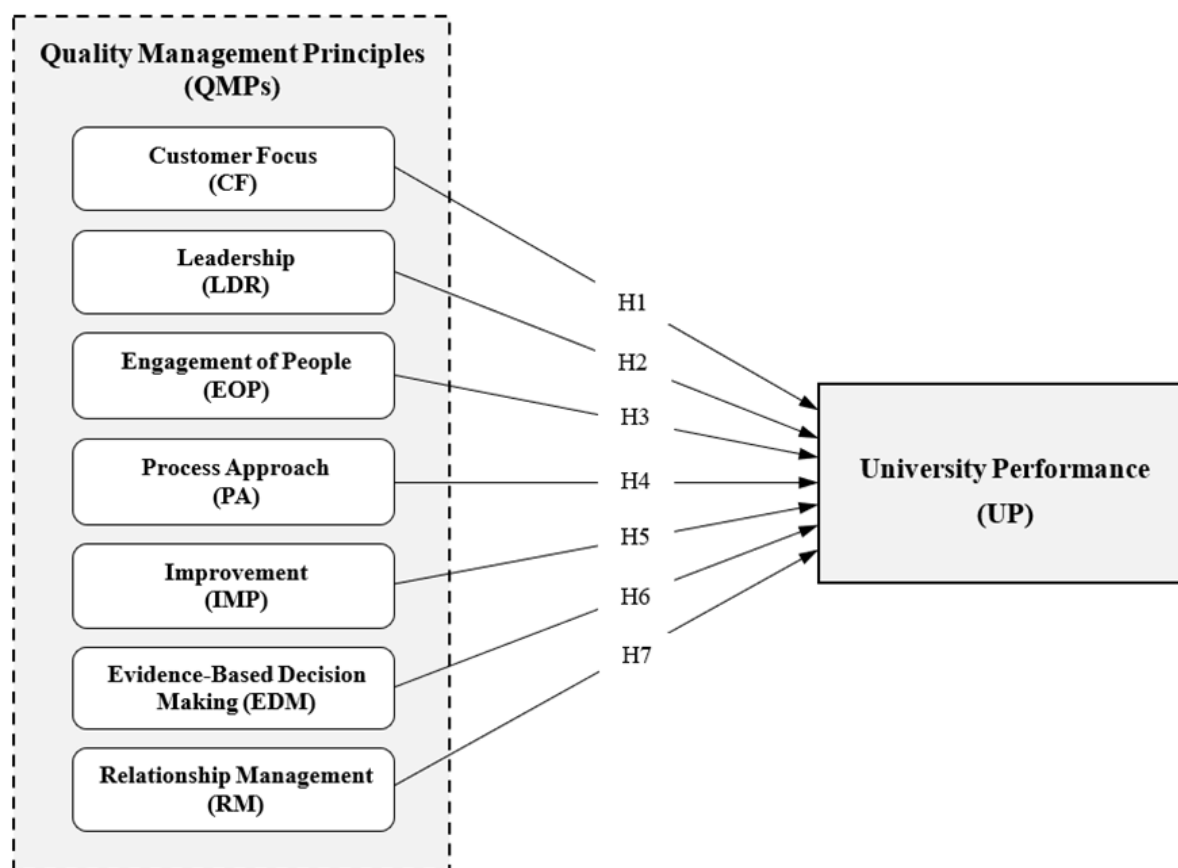 Quality Management Principles
(QMPs)
Customer Focus
(CF)
Leadership
(LDR)
Engagement of People
(EOP)
Process Approach
(PA)
Improvement
(IMP)
Evidence-Based Decision
Making (EDM)
Relationship Management
(RM)
H1
H2
H3
H4
H5
H6
H7
University Performance
(UP)